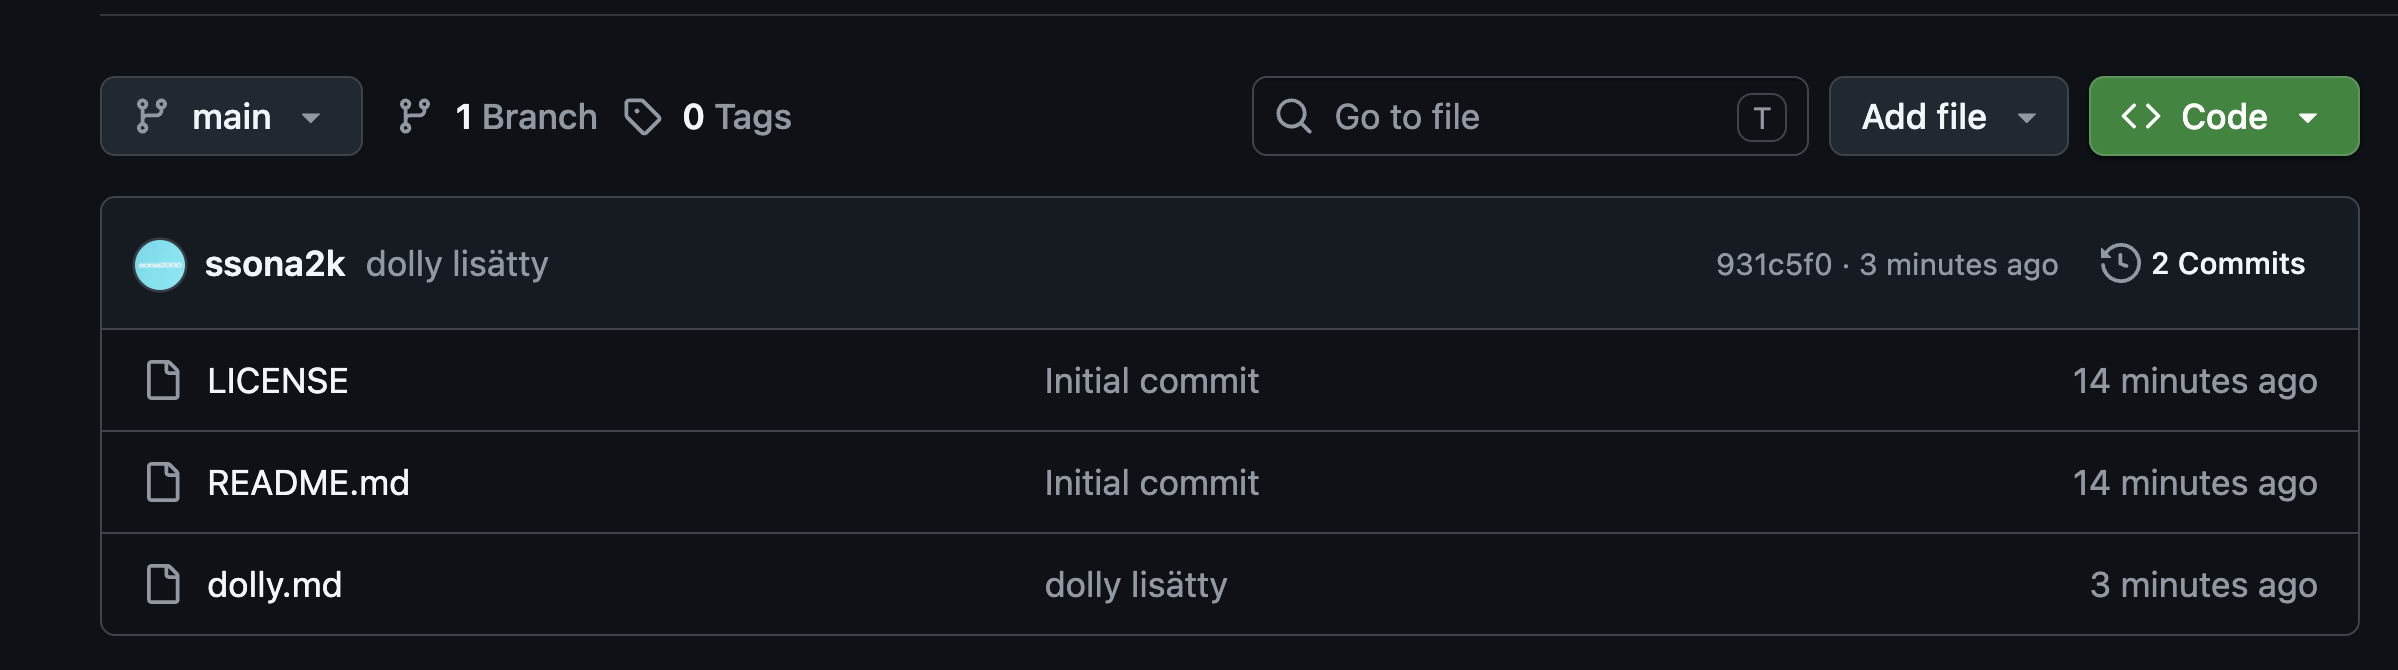 main 1 Branch 0 Tags Go to file T Add file Code
ssona2k dolly lisätty 931c5f0 · 3 minutes ago 2 Commits
LICENSE Initial commit 14 minutes ago
README.md Initial commit 14 minutes ago
dolly.md dolly lisätty 3 minutes ago